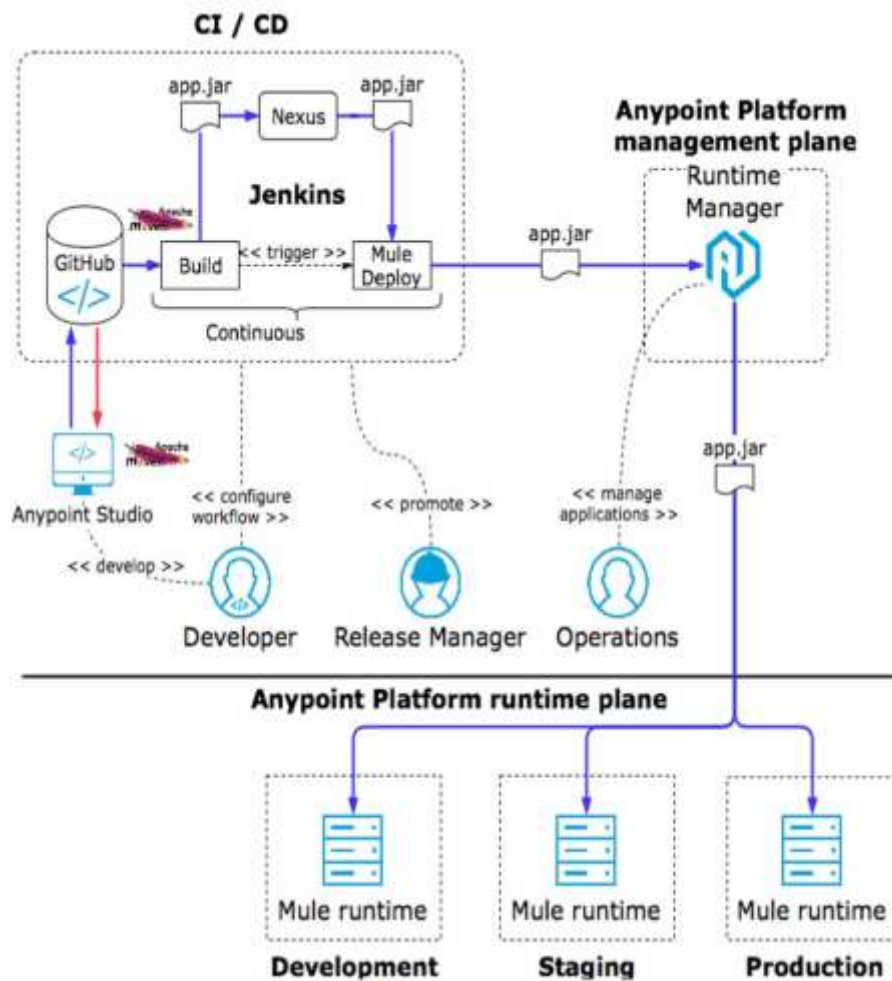 CI / CD
app.jar
app.jar
Nexus
Jenkins
GitHub
</>
Build
<< trigger >>
Mule
Deploy
Continuous
Anypoint Platform
management plane
Runtime
Manager
app.jar
app.jar
</>
Anypoint Studio
<< develop >>
<< configure
workflow >>
<< promote >>
<< manage
applications >>
</>
Developer
Release Manager
Operations
Anypoint Platform runtime plane
Mule runtime
Mule runtime
Mule runtime
Development
Staging
Production